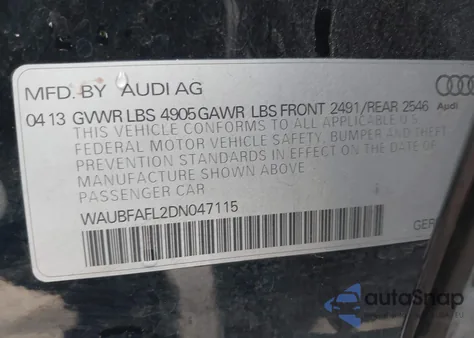 MFD. BY AUDI AG
04 13 GVWR LBS 4905 GAWR LBS FRONT 2491/REAR 2546
Audi
THIS VEHICLE CONFORMS TO ALL APPLICABLE U.S.
FEDERAL MOTOR VEHICLE SAFETY, BUMPER AND THEFT
PREVENTION STANDARDS IN EFFECT ON THE DATE OF
MANUFACTURE SHOWN ABOVE
PASSENGER CAR
WAUBFAFL2DN047115
GER
autoSnap